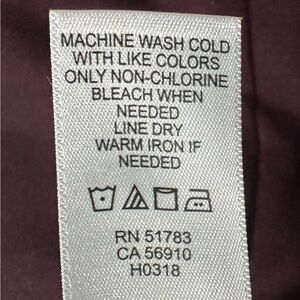 MACHINE WASH COLD
WITH LIKE COLORS
ONLY NON-CHLORINE
BLEACH WHEN
NEEDED
LINE DRY
WARM IRON IF
NEEDED
RN 51783
CA 56910
H0318